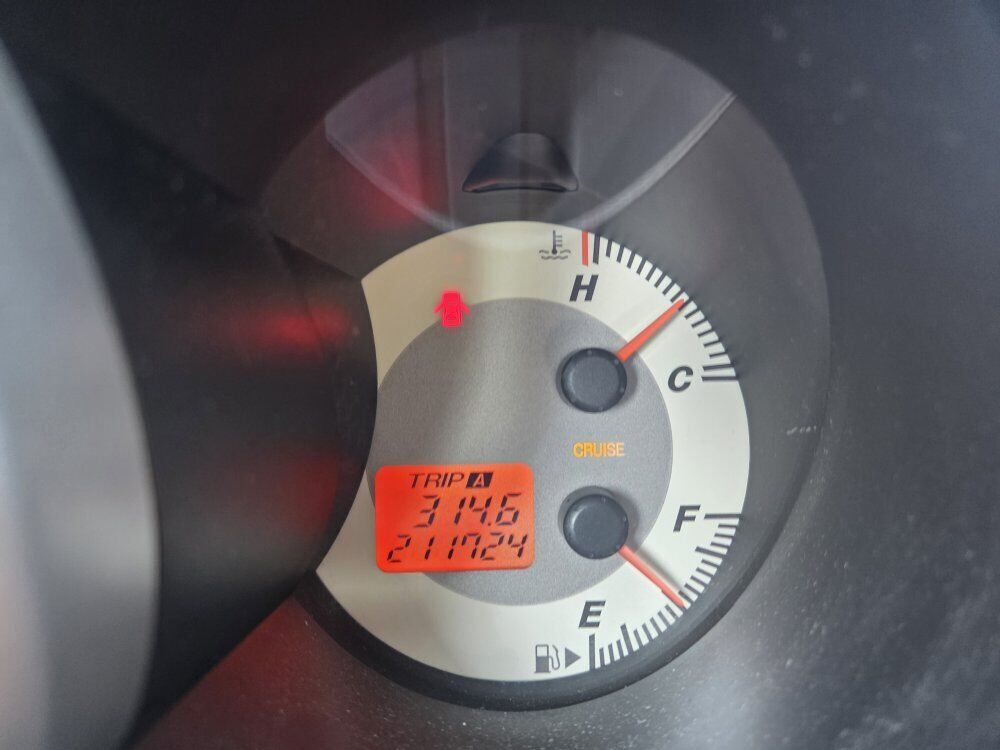 H
C
CRUISE
TRIP A
314.6
211724
F
E